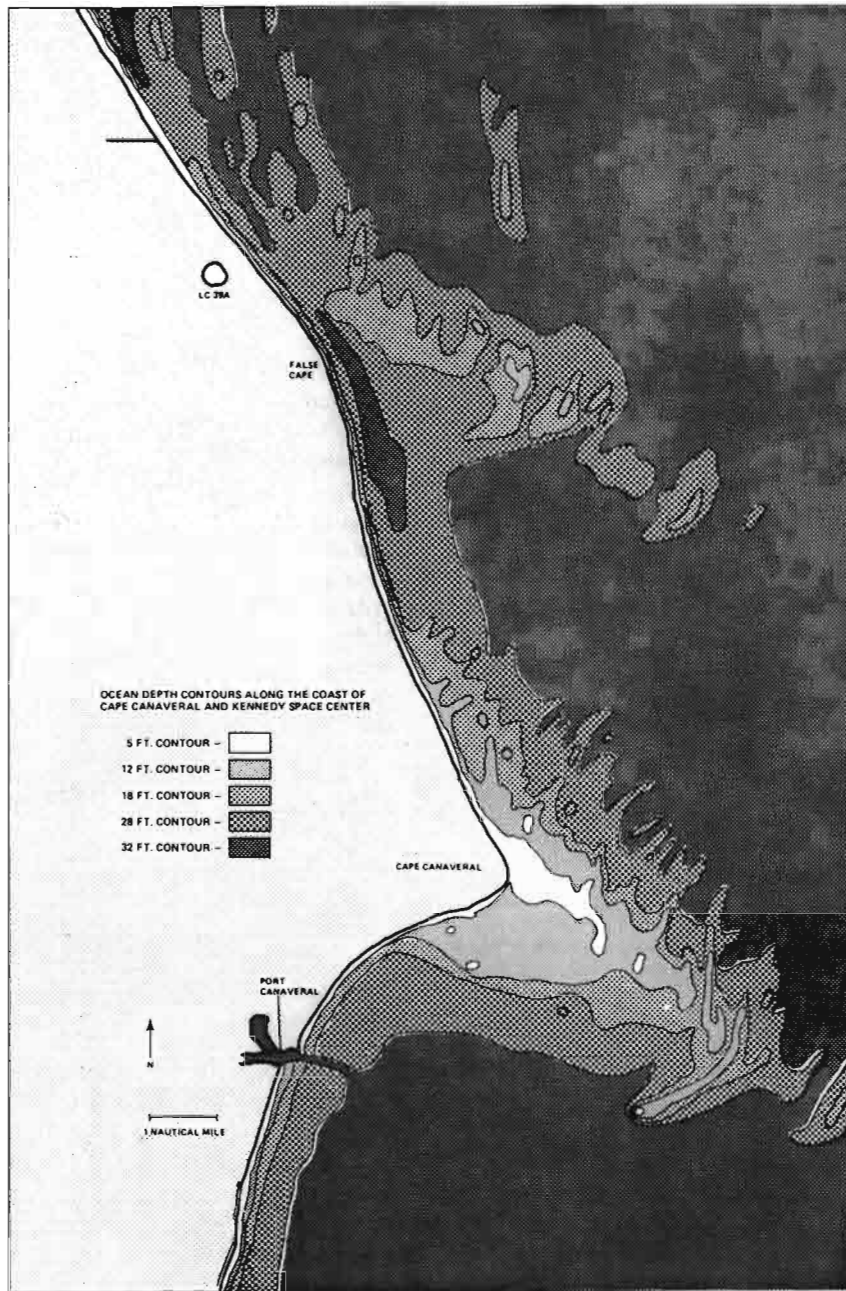 LC 39A
FALSE
CAPE
OCEAN DEPTH CONTOURS ALONG THE COAST OF
CAPE CANAVERAL AND KENNEDY SPACE CENTER
5 FT. CONTOUR –
12 FT. CONTOUR –
18 FT. CONTOUR –
28 FT. CONTOUR –
32 FT. CONTOUR –
CAPE CANAVERAL
PORT
CANAVERAL
N
1 NAUTICAL MILE